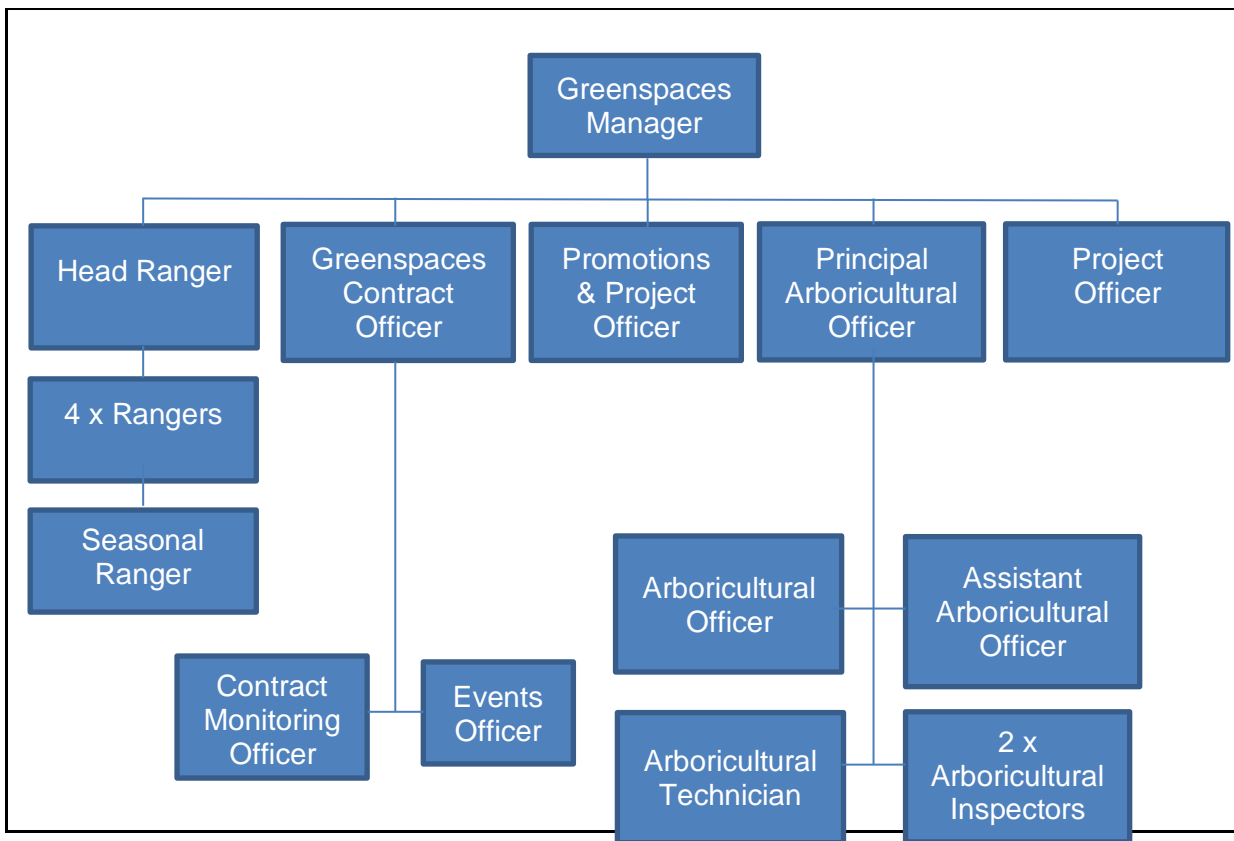 Greenspaces
Manager
Head Ranger
Greenspaces
Contract
Officer
Promotions
& Project
Officer
Principal
Arboricultural
Officer
Project
Officer
4 x Rangers
Seasonal
Ranger
Arboricultural
Officer
Assistant
Arboricultural
Officer
Contract
Monitoring
Officer
Events
Officer
Arboricultural
Technician
2 x
Arboricultural
Inspectors